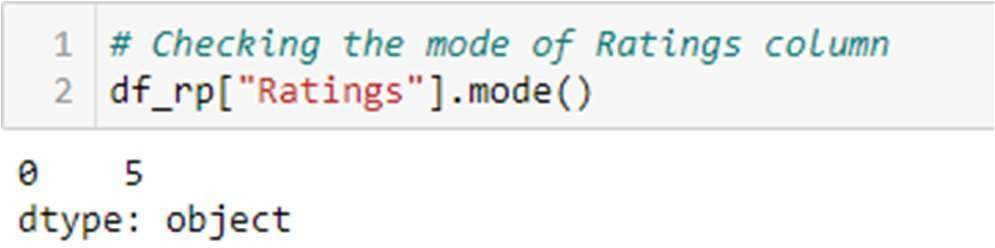 1 # Checking the mode of Ratings column
2 df_rp["Ratings"].mode()
0    5
dtype: object